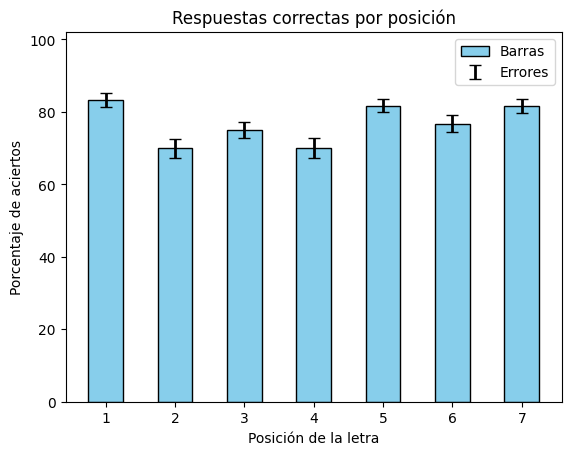 Respuestas correctas por posición
Barras
Errores
Porcentaje de aciertos
100
80
60
40
20
0
1 2 3 4 5 6 7
Posición de la letra